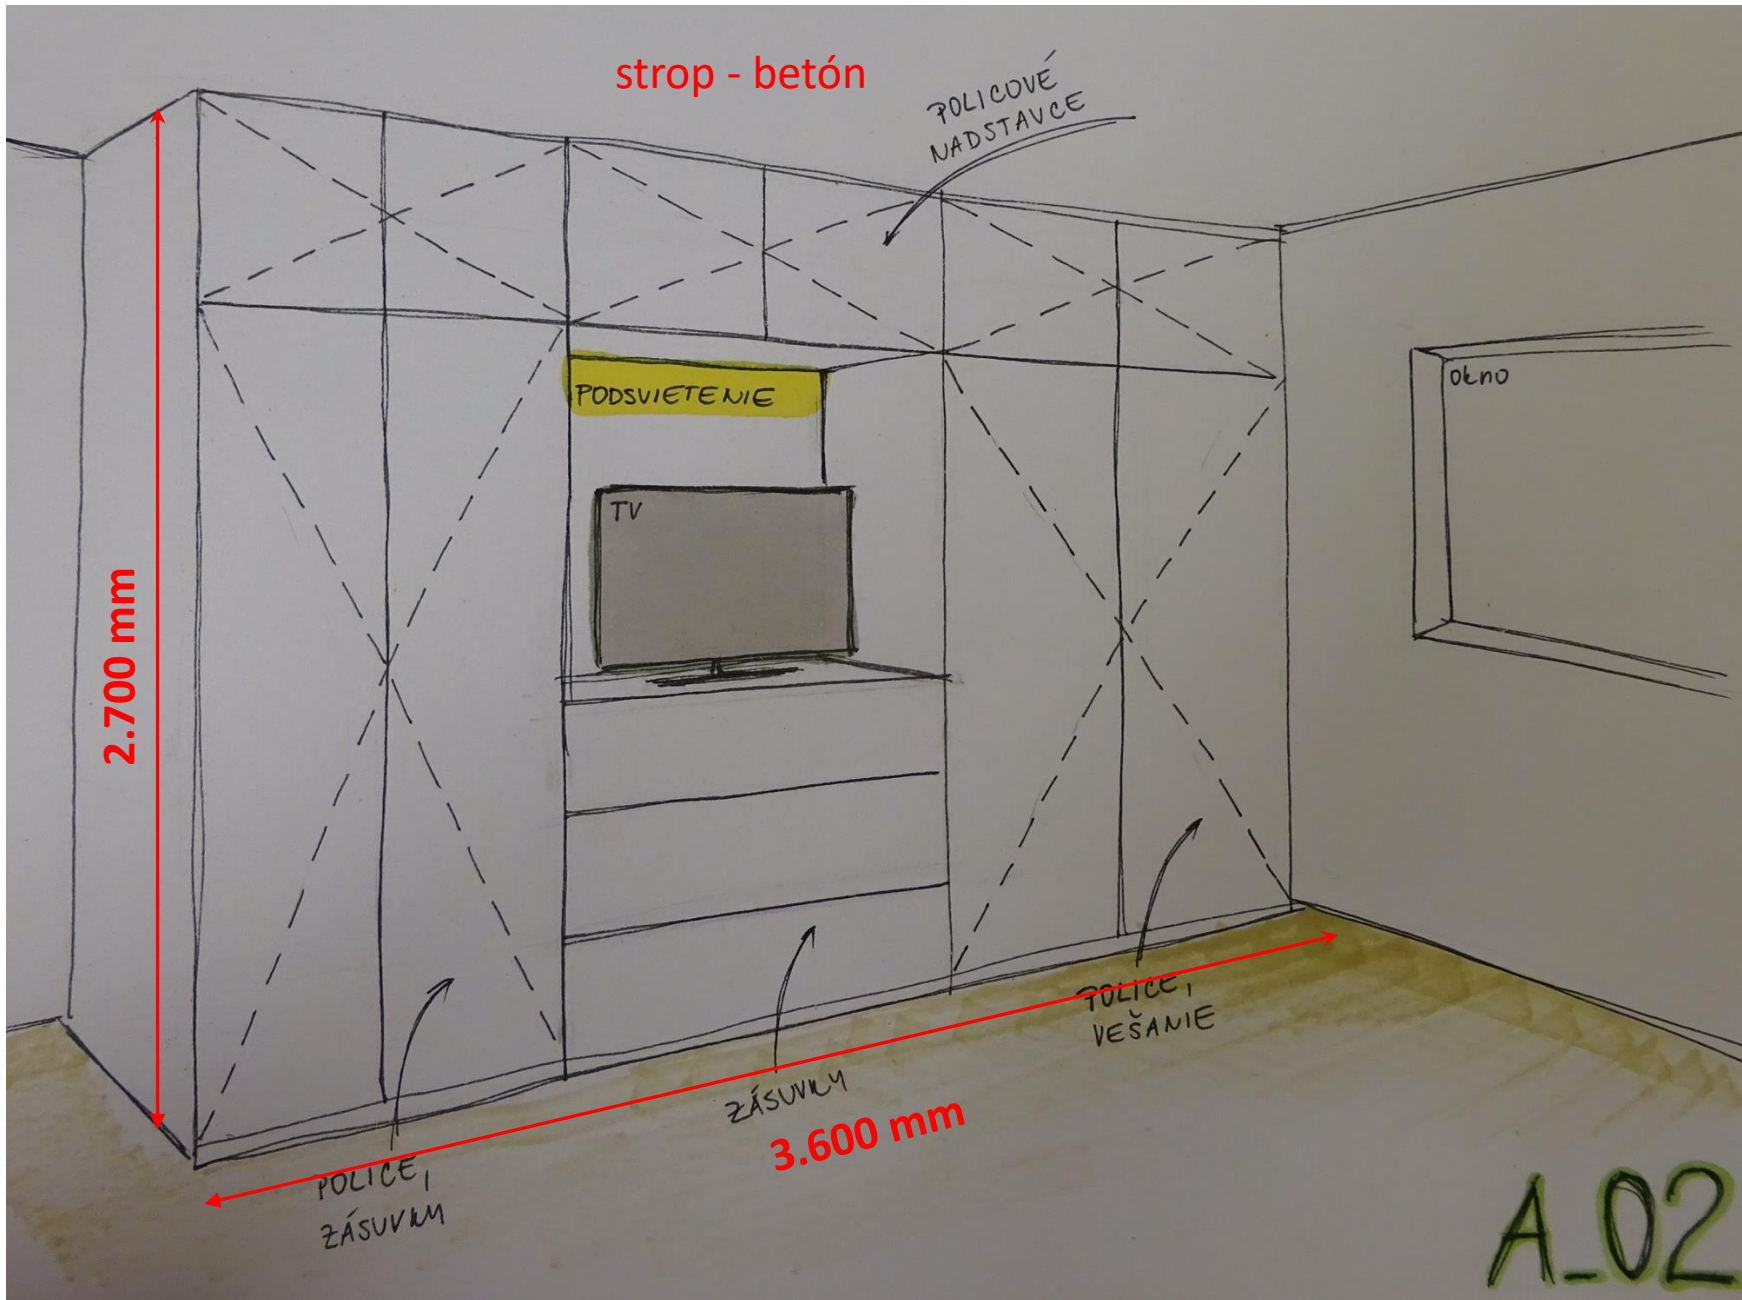 strop - betón
POLICOVÉ
NADSTAVCE
PODSVIETENIE
okno
TV
2.700 mm
POLICE,
VEŠANIE
ZÁSUVKY
3.600 mm
POLICE,
ZÁSUVKY
A_02